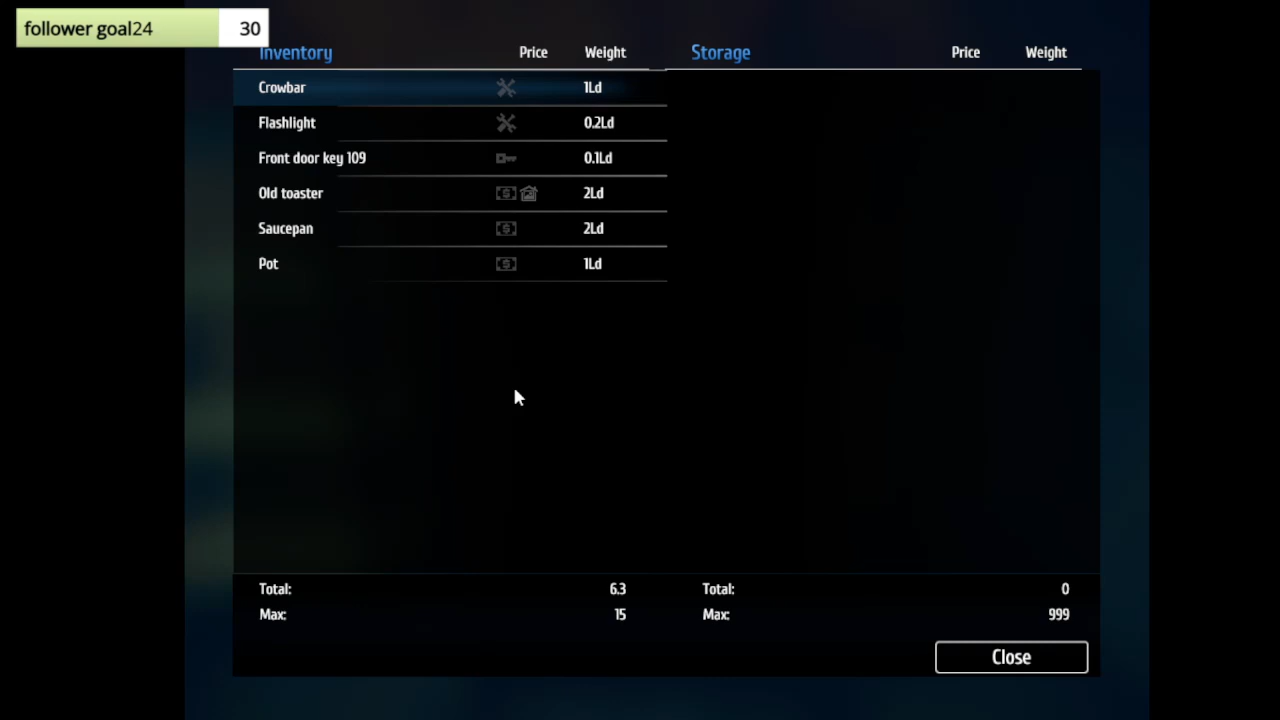 follower goal24 30
Inventory Price Weight Storage Price Weight
Crowbar 1Ld
Flashlight 0.2Ld
Front door key 109 0.1Ld
Old toaster 2Ld
Saucepan 2Ld
Pot 1Ld
Total: 6.3 Total: 0
Max: 15 Max: 999
Close